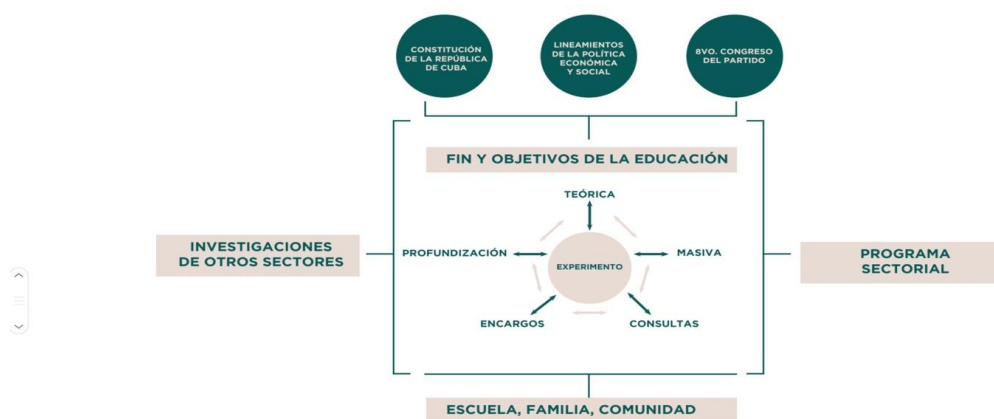 CONSTITUCIÓN
DE LA REPÚBLICA
DE CUBA
LINEAMIENTOS
DE LA POLÍTICA
ECONÓMICA
Y SOCIAL
8VO. CONGRESO
DEL PARTIDO
FIN Y OBJETIVOS DE LA EDUCACIÓN
TEÓRICA
INVESTIGACIONES
DE OTROS SECTORES
PROFUNDIZACIÓN
EXPERIMENTO
MASIVA
PROGRAMA
SECTORIAL
ENCARGOS
CONSULTAS
ESCUELA, FAMILIA, COMUNIDAD